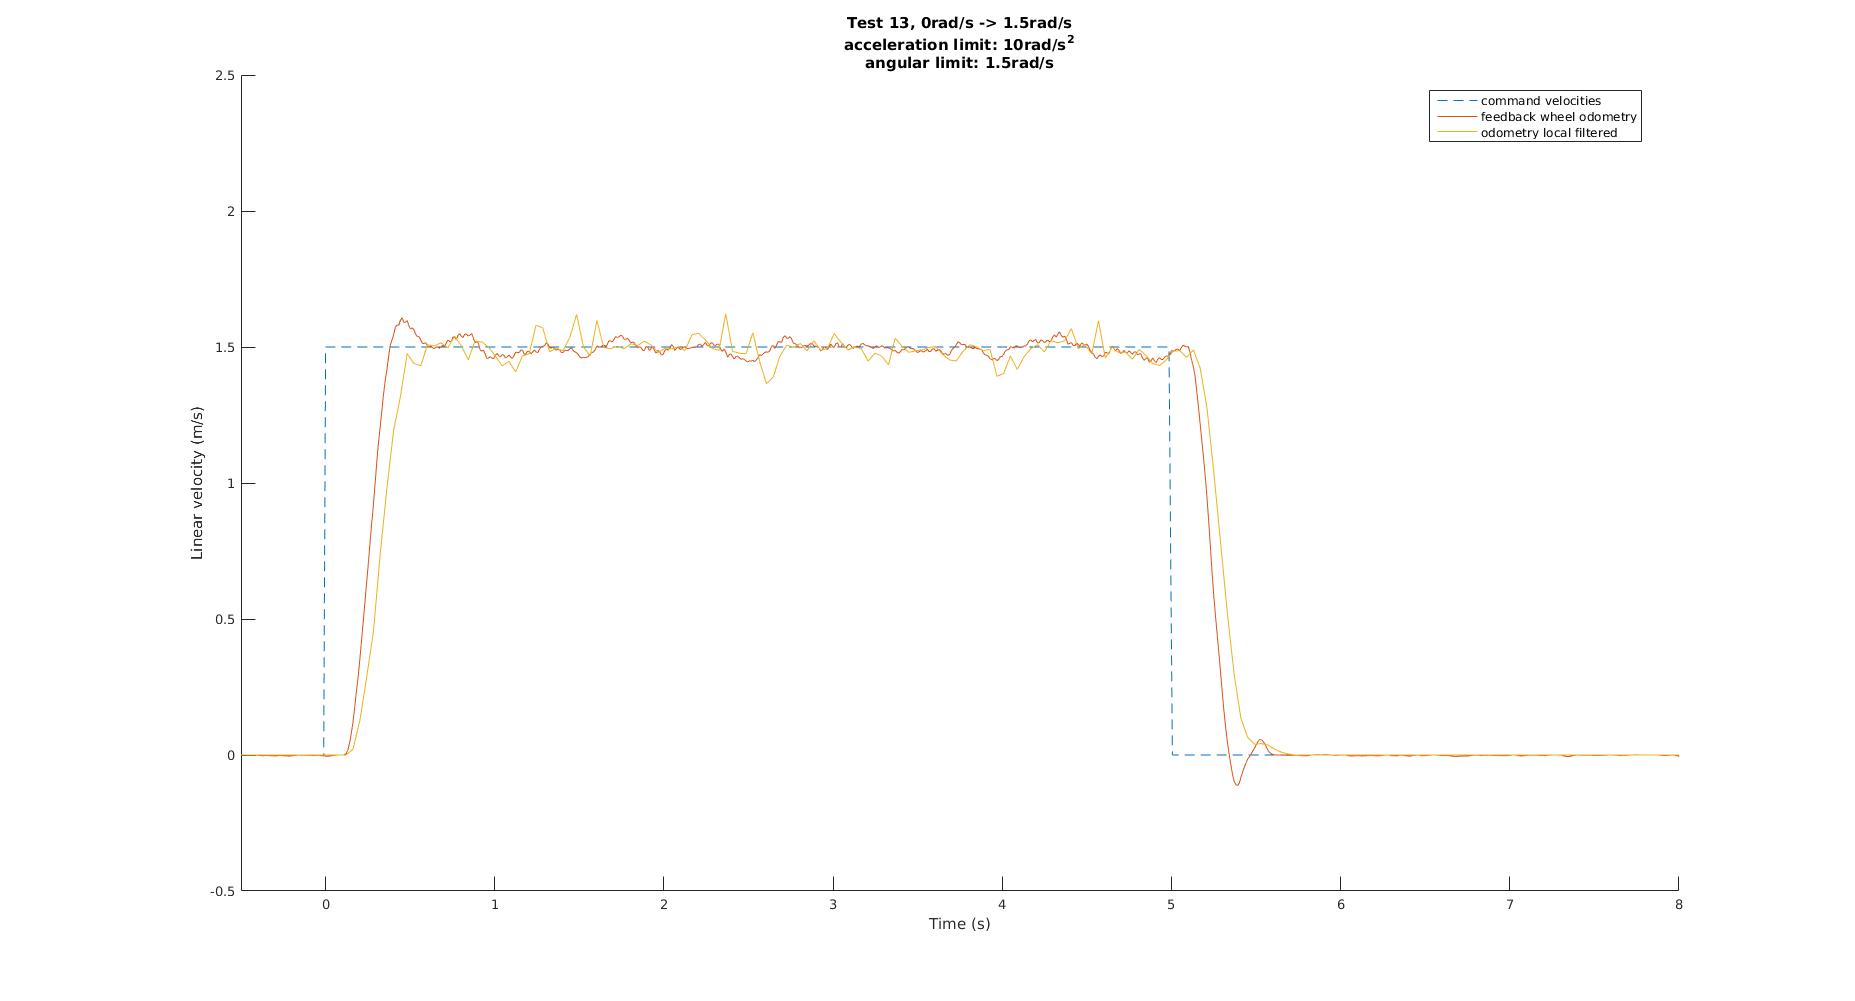 Test 13, 0rad/s -> 1.5rad/s
acceleration limit: 10rad/s²
angular limit: 1.5rad/s
2.5
2
1.5
1
0.5
0
-0.5
Linear velocity (m/s)
command velocities
feedback wheel odometry
odometry local filtered
0 1 2 3 4 5 6 7 8
Time (s)